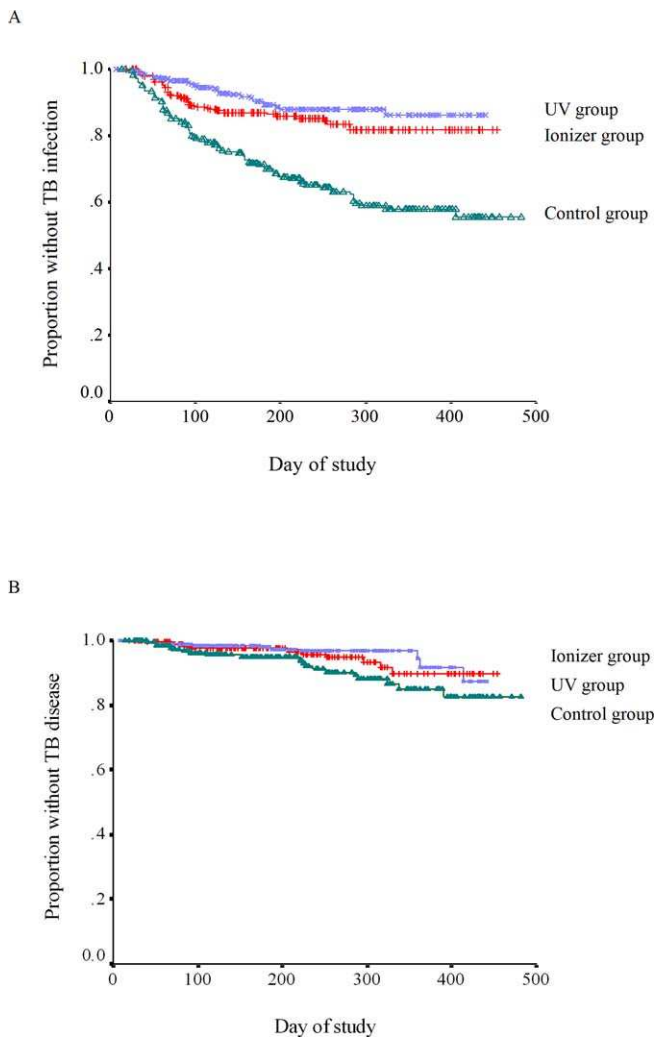 A
1.0
.8
.6
.4
.2
0.0
Proportion without TB infection
UV group
Ionizer group
Control group
0 100 200 300 400 500
Day of study
B
1.0
.8
.6
.4
.2
0.0
Proportion without TB disease
Ionizer group
UV group
Control group
0 100 200 300 400 500
Day of study